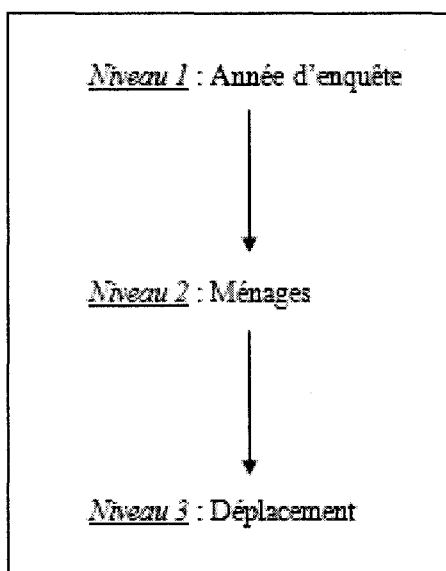 Niveau 1 : Année d'enquête
Niveau 2 : Ménages
Niveau 3 : Déplacement